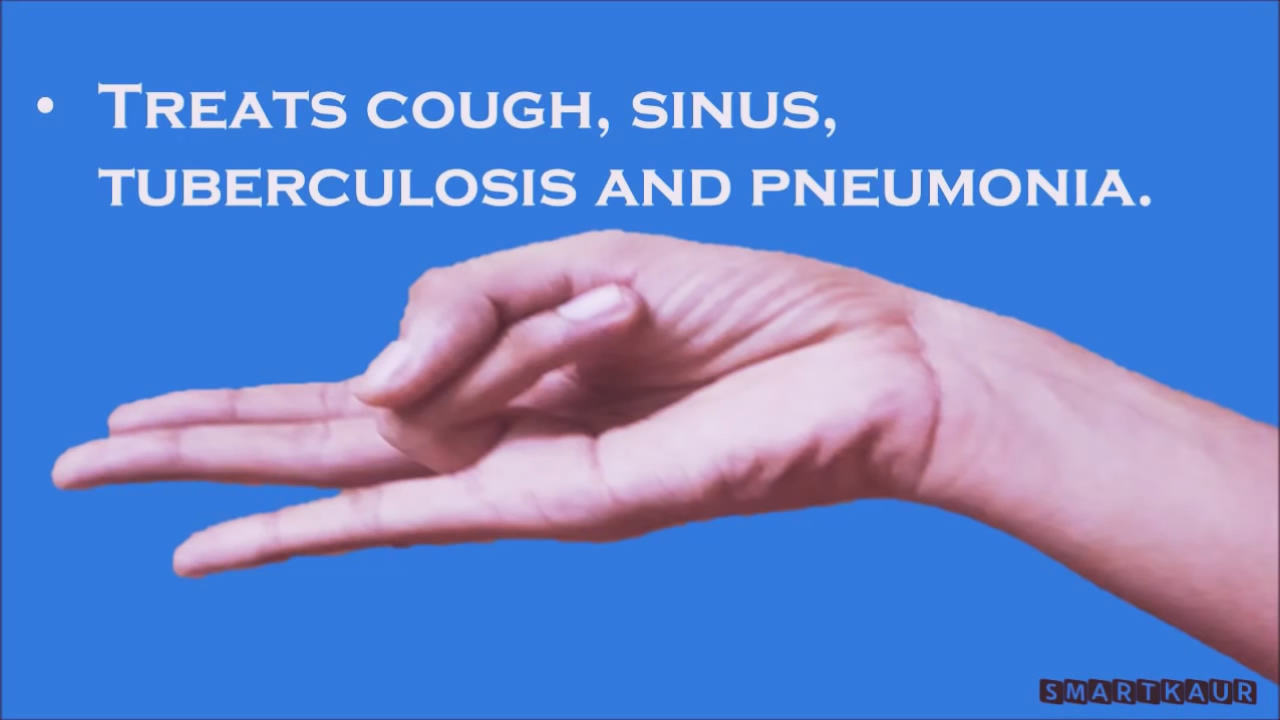 • Treats cough, sinus,
tuberculosis and pneumonia.
SMARTKAUR